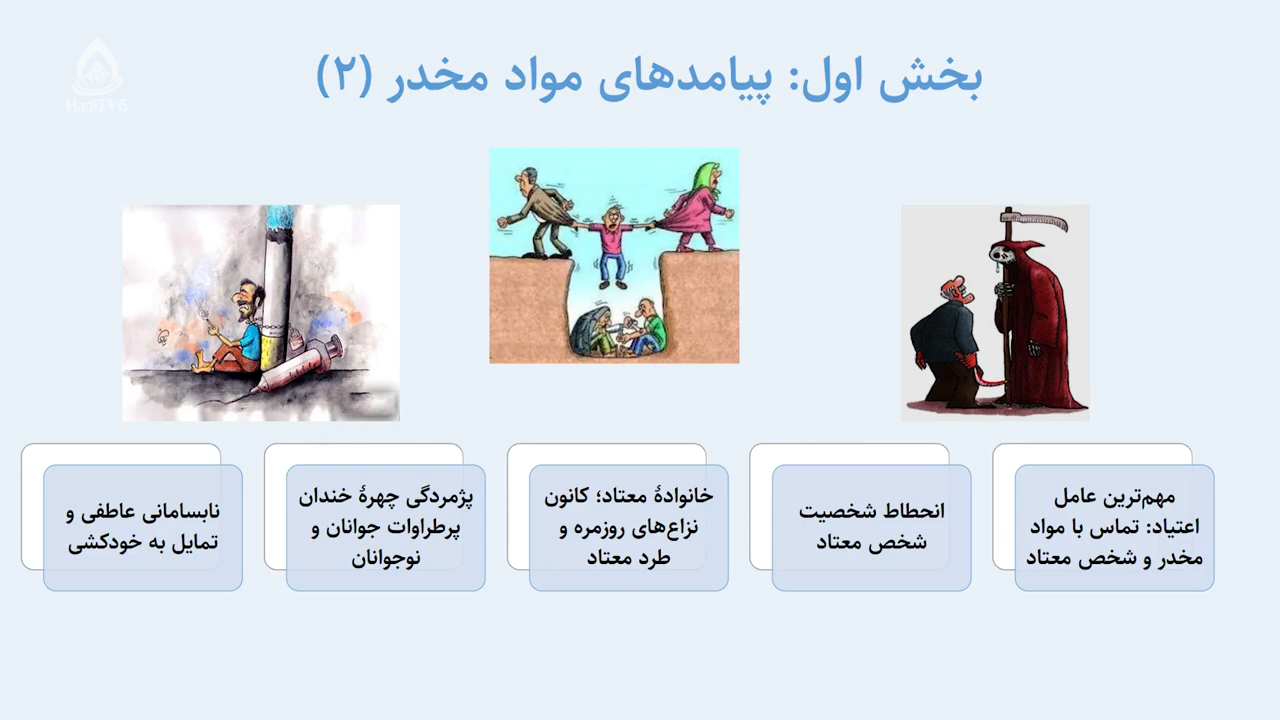 HadiTV6
بخش اول: پیامدهای مواد مخدر (۲)
مهم‌ترین عامل
اعتیاد: تماس با مواد
مخدر و شخص معتاد
انحطاط شخصیت
شخص معتاد
خانوادهٔ معتاد؛ کانون
نزاع‌های روزمره و
طرد معتاد
پژمردگی چهرهٔ خندان
پرطراوات جوانان و
نوجوانان
نابسامانی عاطفی و
تمایل به خودکشی